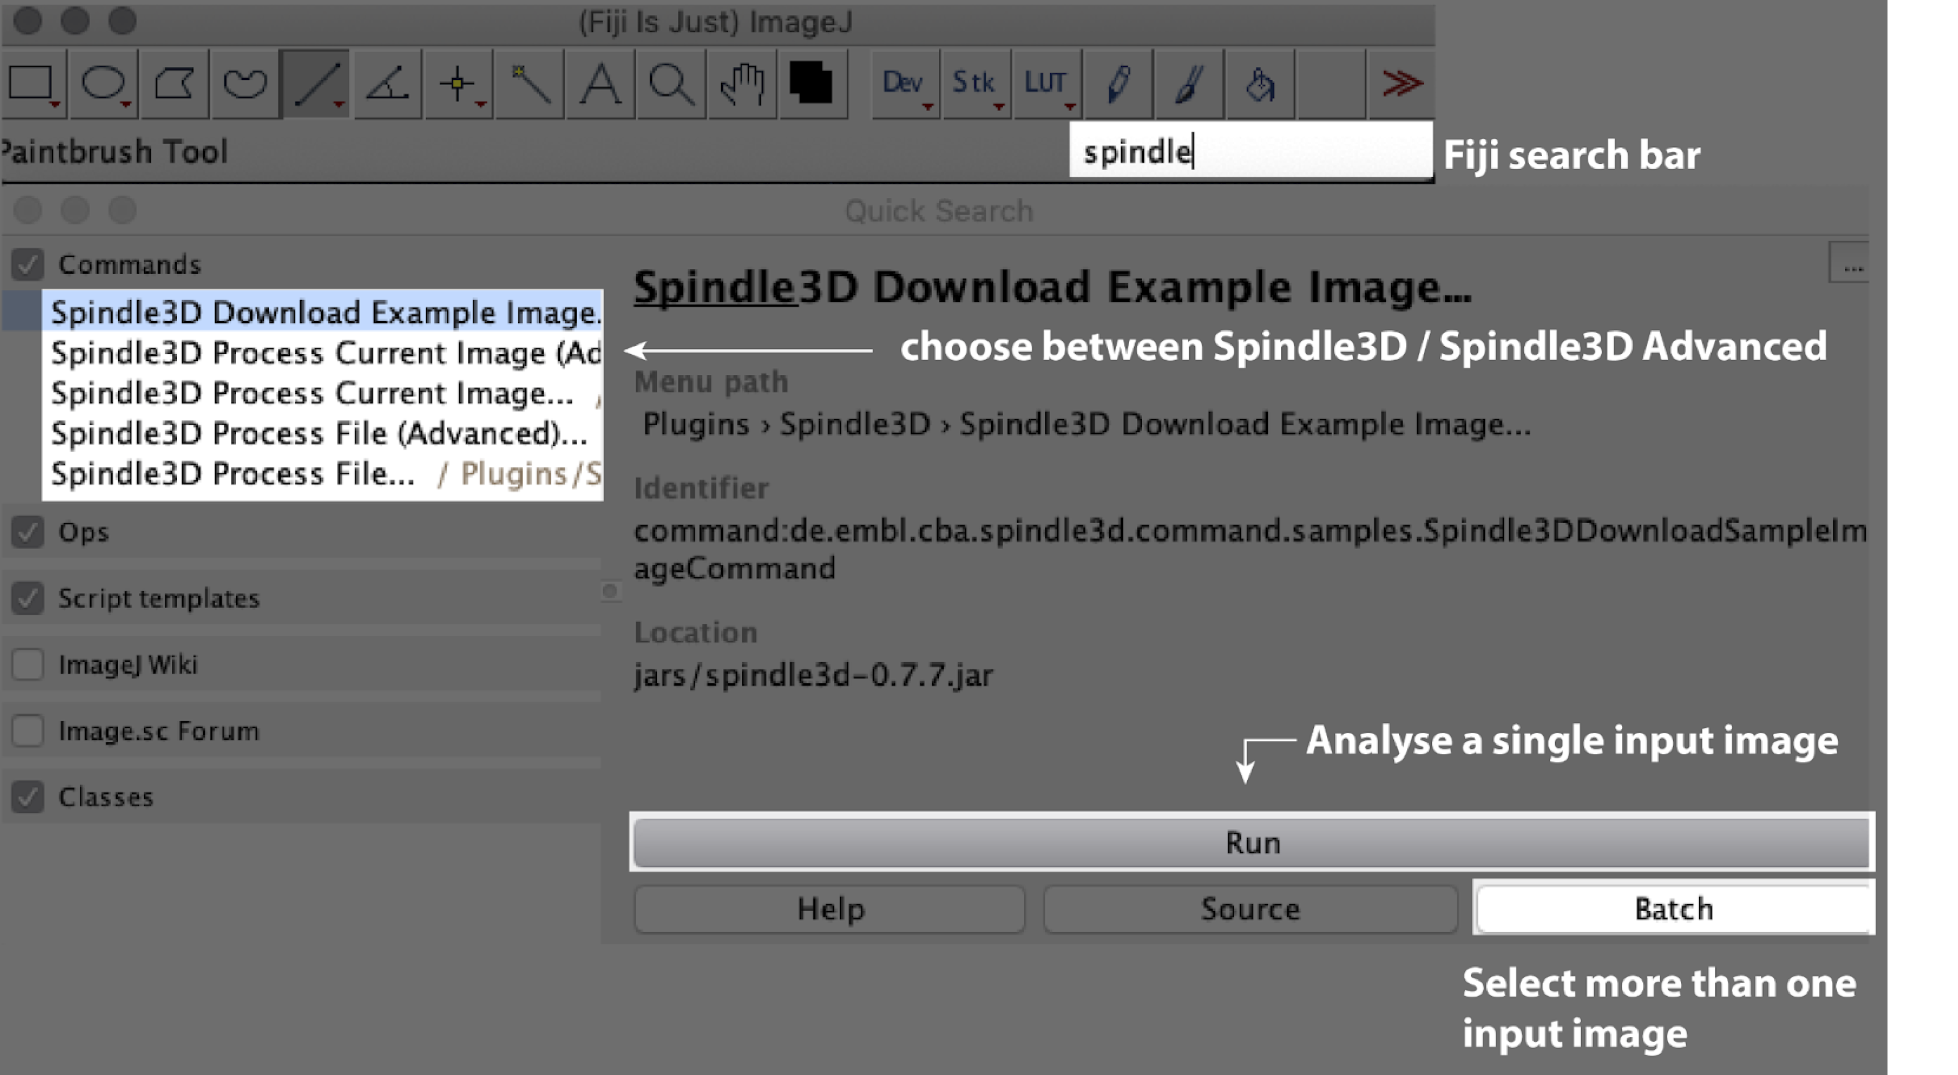 (Fiji Is Just) ImageJ
A Dev Stk LUT
Paintbrush Tool
spindle
Fiji search bar
Quick Search
Commands
Spindle3D Download Example Image.
Spindle3D Process Current Image (Ad
Spindle3D Process Current Image... /
Spindle3D Process File (Advanced)...
Spindle3D Process File... / Plugins/S
Ops
Script templates
ImageJ Wiki
Image.sc Forum
Classes
...
Spindle3D Download Example Image...
choose between Spindle3D / Spindle3D Advanced
Menu path
Plugins › Spindle3D › Spindle3D Download Example Image...
Identifier
command:de.embl.cba.spindle3d.command.samples.Spindle3DDownloadSampleIm
ageCommand
Location
jars/spindle3d-0.7.7.jar
Analyse a single input image
Run
Help Source Batch
Select more than one
input image